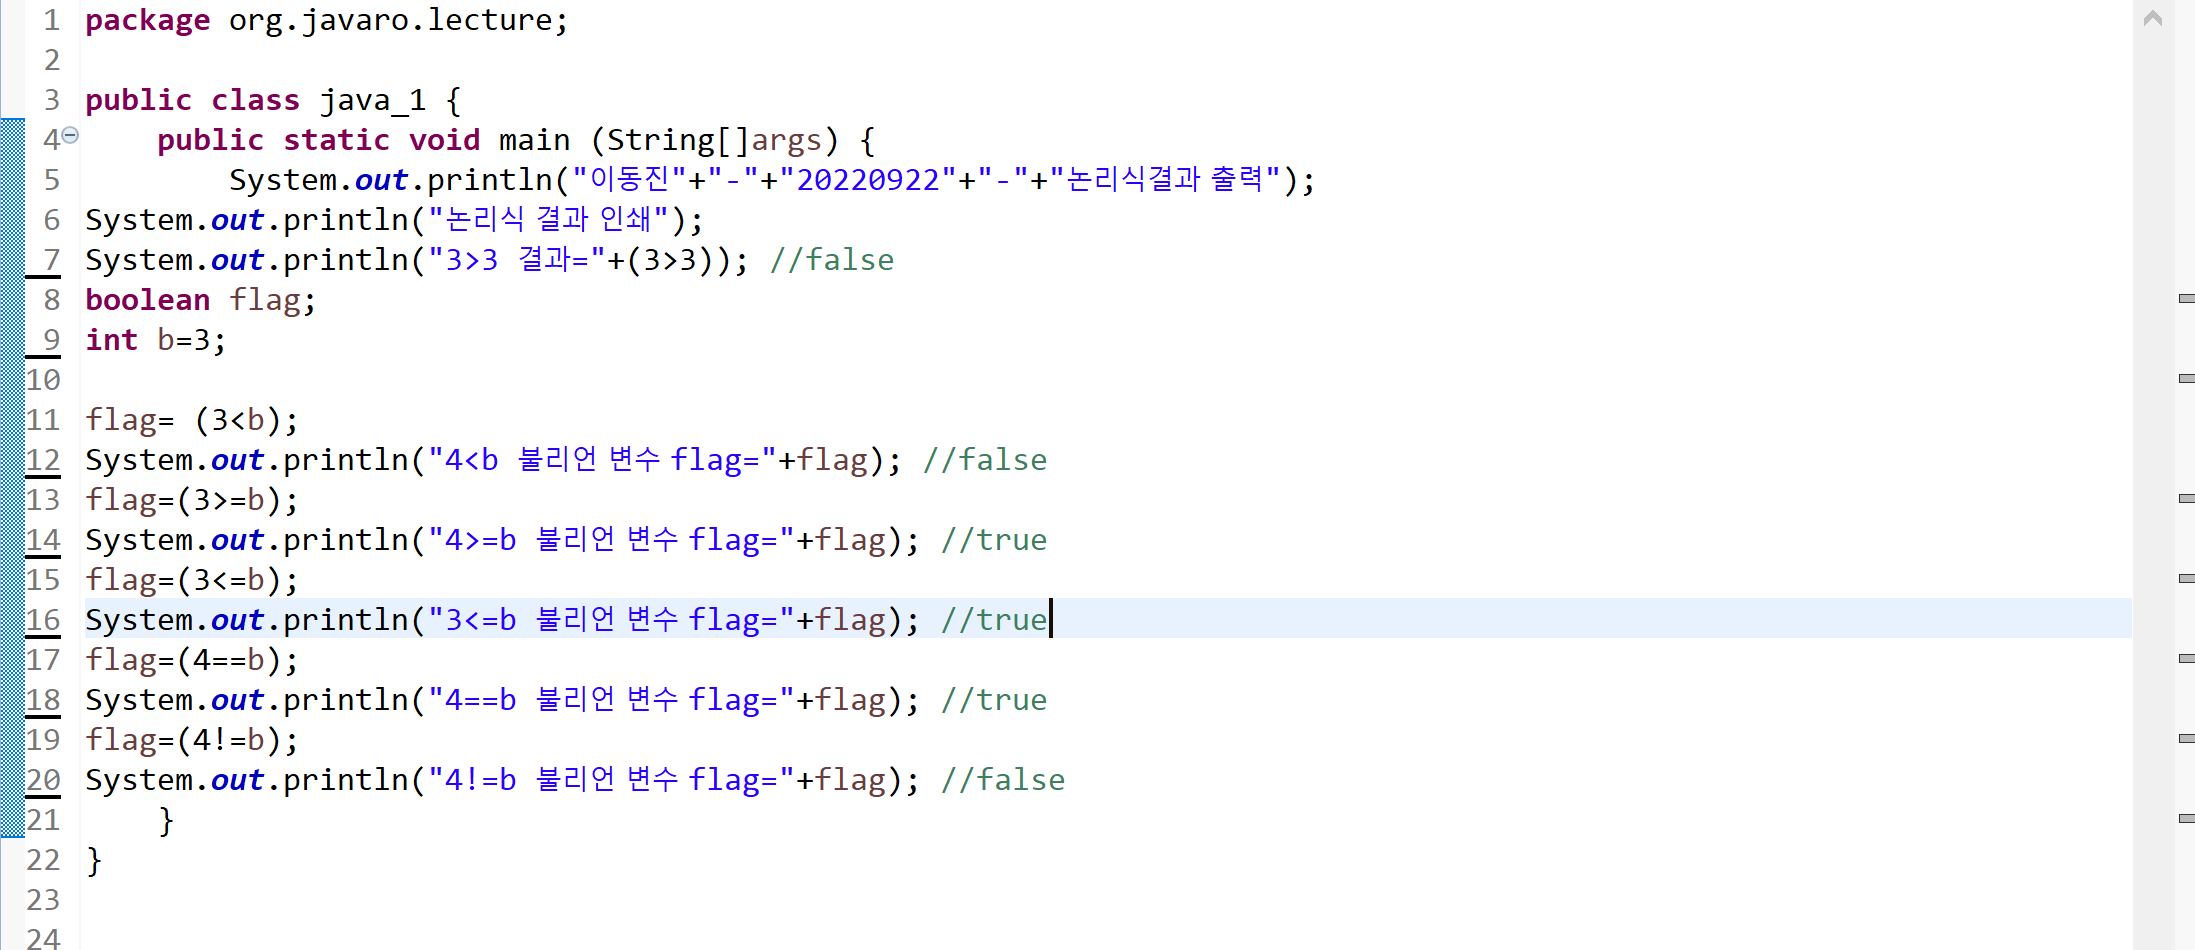 1 package org.javaro.lecture;
2
3 public class java_1 {
4     public static void main (String[]args) {
5         System.out.println("이동진"+"-"+"20220922"+"-"+"논리식결과 출력");
6 System.out.println("논리식 결과 인쇄");
7 System.out.println("3>3 결과="+(3>3)); //false
8 boolean flag;
9 int b=3;
10
11 flag= (3<b);
12 System.out.println("4<b 불리언 변수 flag="+flag); //false
13 flag=(3>=b);
14 System.out.println("4>=b 불리언 변수 flag="+flag); //true
15 flag=(3<=b);
16 System.out.println("3<=b 불리언 변수 flag="+flag); //true
17 flag=(4==b);
18 System.out.println("4==b 불리언 변수 flag="+flag); //true
19 flag=(4!=b);
20 System.out.println("4!=b 불리언 변수 flag="+flag); //false
21     }
22 }
23
24